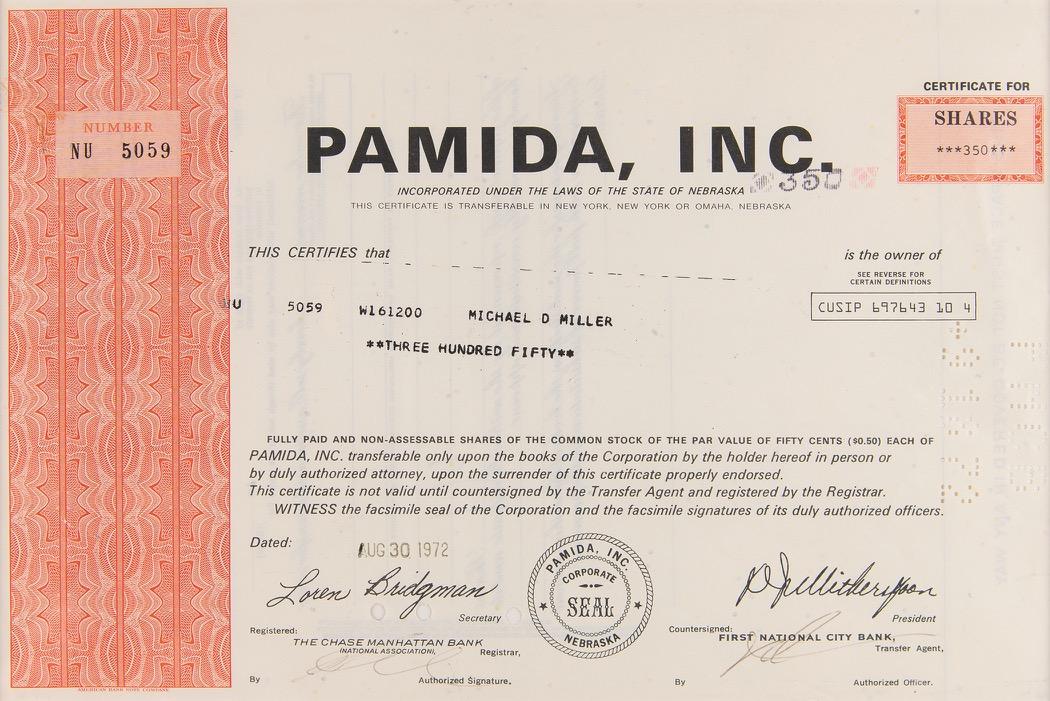 CERTIFICATE FOR
NUMBER
NU 5059
SHARES
***350***
PAMIDA, INC.
350
INCORPORATED UNDER THE LAWS OF THE STATE OF NEBRASKA
THIS CERTIFICATE IS TRANSFERABLE IN NEW YORK, NEW YORK OR OMAHA, NEBRASKA
THIS CERTIFIES that
is the owner of
SEE REVERSE FOR
CERTAIN DEFINITIONS
CUSIP 697643 10 4
NU 5059 W161200 MICHAEL D MILLER
**THREE HUNDRED FIFTY**
FULLY PAID AND NON-ASSESSABLE SHARES OF THE COMMON STOCK OF THE PAR VALUE OF FIFTY CENTS ($0.50) EACH OF
PAMIDA, INC. transferable only upon the books of the Corporation by the holder hereof in person or
by duly authorized attorney, upon the surrender of this certificate properly endorsed.
This certificate is not valid until countersigned by the Transfer Agent and registered by the Registrar.
WITNESS the facsimile seal of the Corporation and the facsimile signatures of its duly authorized officers.
Dated: AUG 30 1972
PAMIDA, INC.
CORPORATE
SEAL
NEBRASKA
Loren Bridgman
Secretary
D J Witherspoon
President
Registered:
THE CHASE MANHATTAN BANK
(NATIONAL ASSOCIATION),
Registrar,
By Authorized Signature.
Countersigned:
FIRST NATIONAL CITY BANK,
Transfer Agent,
By Authorized Officer.
AMERICAN BANK NOTE COMPANY